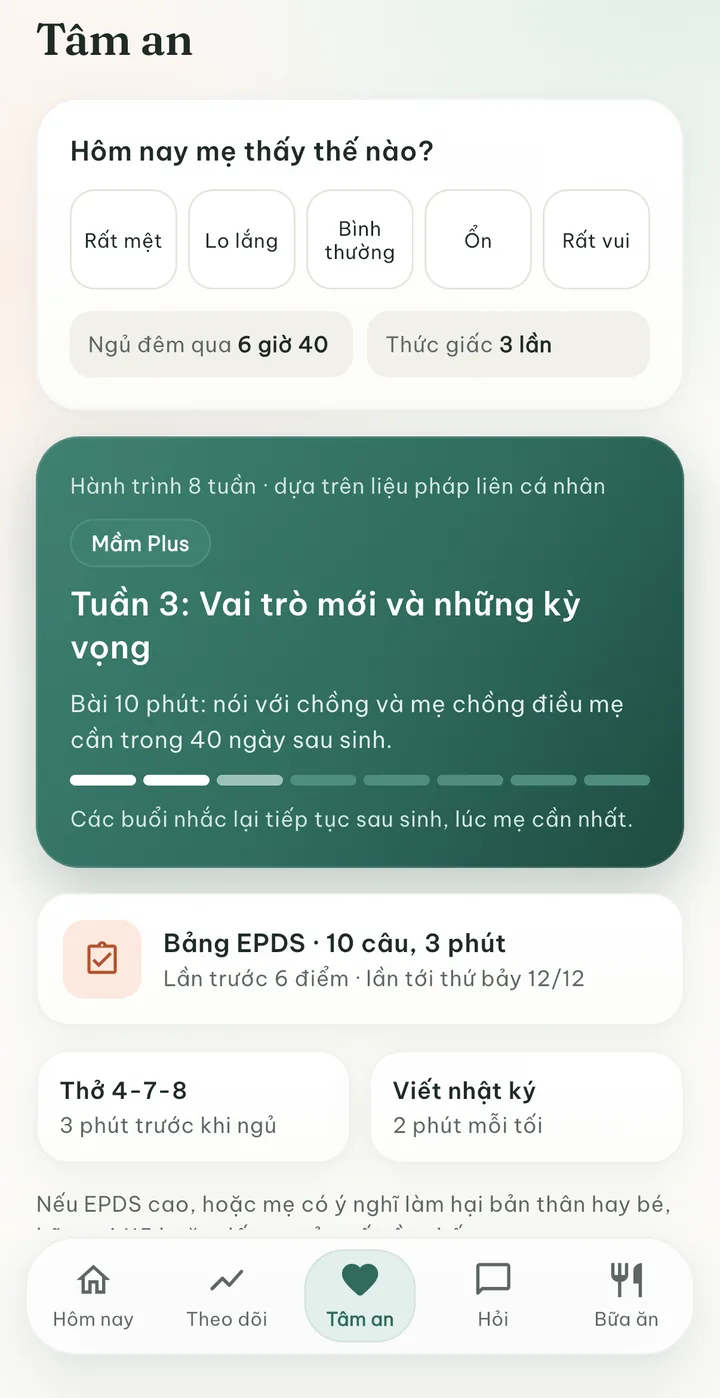 Tâm an
Hôm nay mẹ thấy thế nào?
Rất mệt
Lo lắng
Bình
thường
Ổn
Rất vui
Ngủ đêm qua 6 giờ 40
Thức giấc 3 lần
Hành trình 8 tuần · dựa trên liệu pháp liên cá nhân
Mầm Plus
Tuần 3: Vai trò mới và những kỳ
vọng
Bài 10 phút: nói với chồng và mẹ chồng điều mẹ
cần trong 40 ngày sau sinh.
Các buổi nhắc lại tiếp tục sau sinh, lúc mẹ cần nhất.
Bảng EPDS · 10 câu, 3 phút
Lần trước 6 điểm · lần tới thứ bảy 12/12
Thở 4-7-8
3 phút trước khi ngủ
Viết nhật ký
2 phút mỗi tối
Nếu EPDS cao, hoặc mẹ có ý nghĩ làm hại bản thân hay bé,
Hôm nay
Theo dõi
Tâm an
Hỏi
Bữa ăn